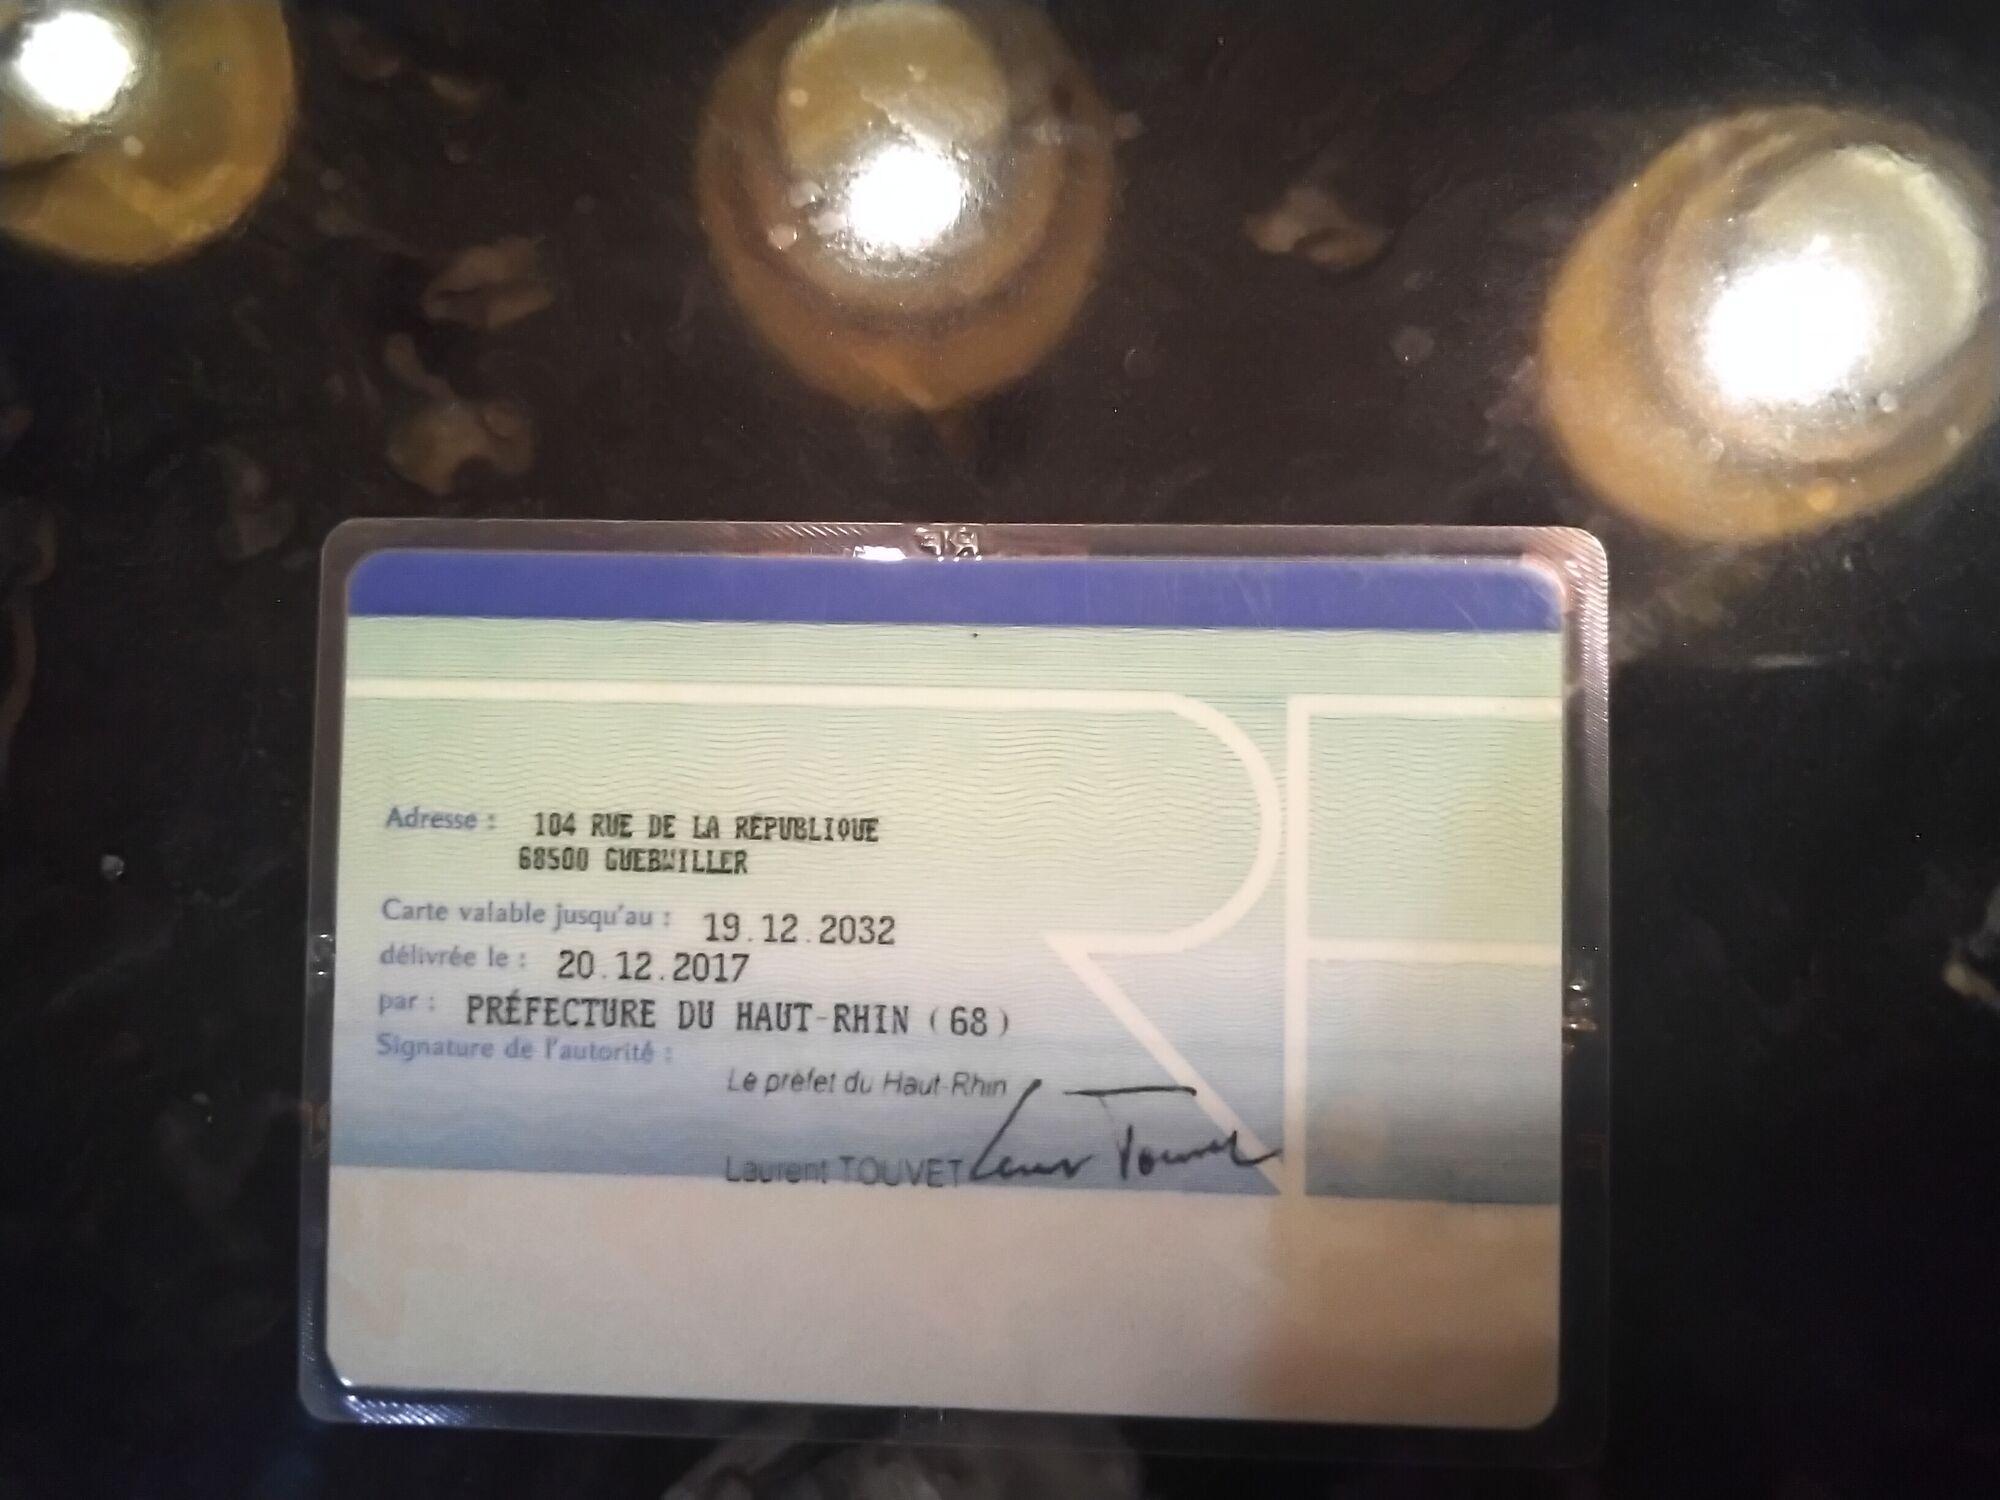 Adresse : 104 RUE DE LA RÉPUBLIQUE
68500 GUEBWILLER
Carte valable jusqu'au : 19.12.2032
délivrée le : 20.12.2017
par : PRÉFECTURE DU HAUT-RHIN (68)
Signature de l'autorité :
Le préfet du Haut-Rhin
Laurent TOUVET
RF